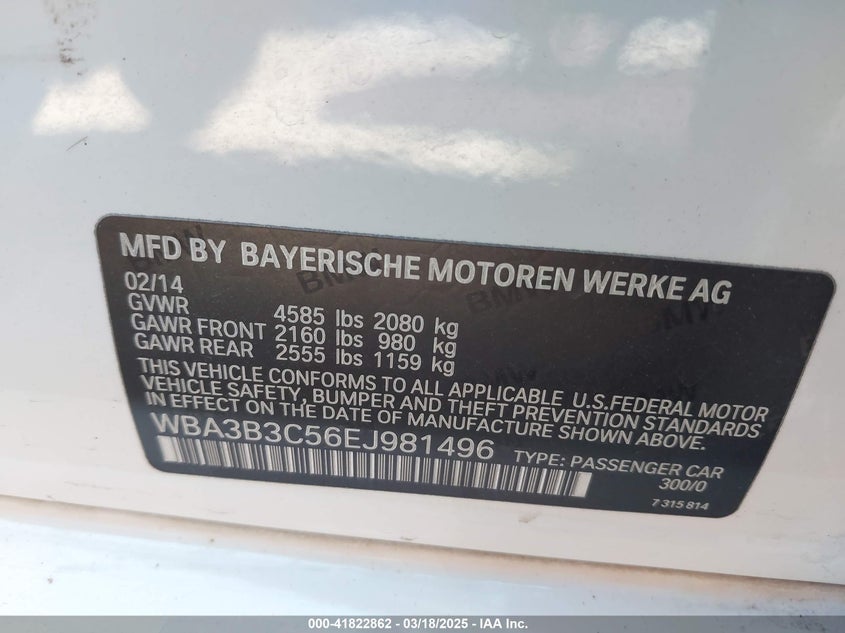 MFD BY BAYERISCHE MOTOREN WERKE AG
02/14
GVWR 4585 lbs 2080 kg
GAWR FRONT 2160 lbs 980 kg
GAWR REAR 2555 lbs 1159 kg
THIS VEHICLE CONFORMS TO ALL APPLICABLE U.S.FEDERAL MOTOR
VEHICLE SAFETY, BUMPER AND THEFT PREVENTION STANDARDS
IN EFFECT ON THE DATE OF MANUFACTURE SHOWN ABOVE.
WBA3B3C56EJ981496 TYPE: PASSENGER CAR
300/0
7 315 814
000-41822862 - 03/18/2025 - IAA Inc.